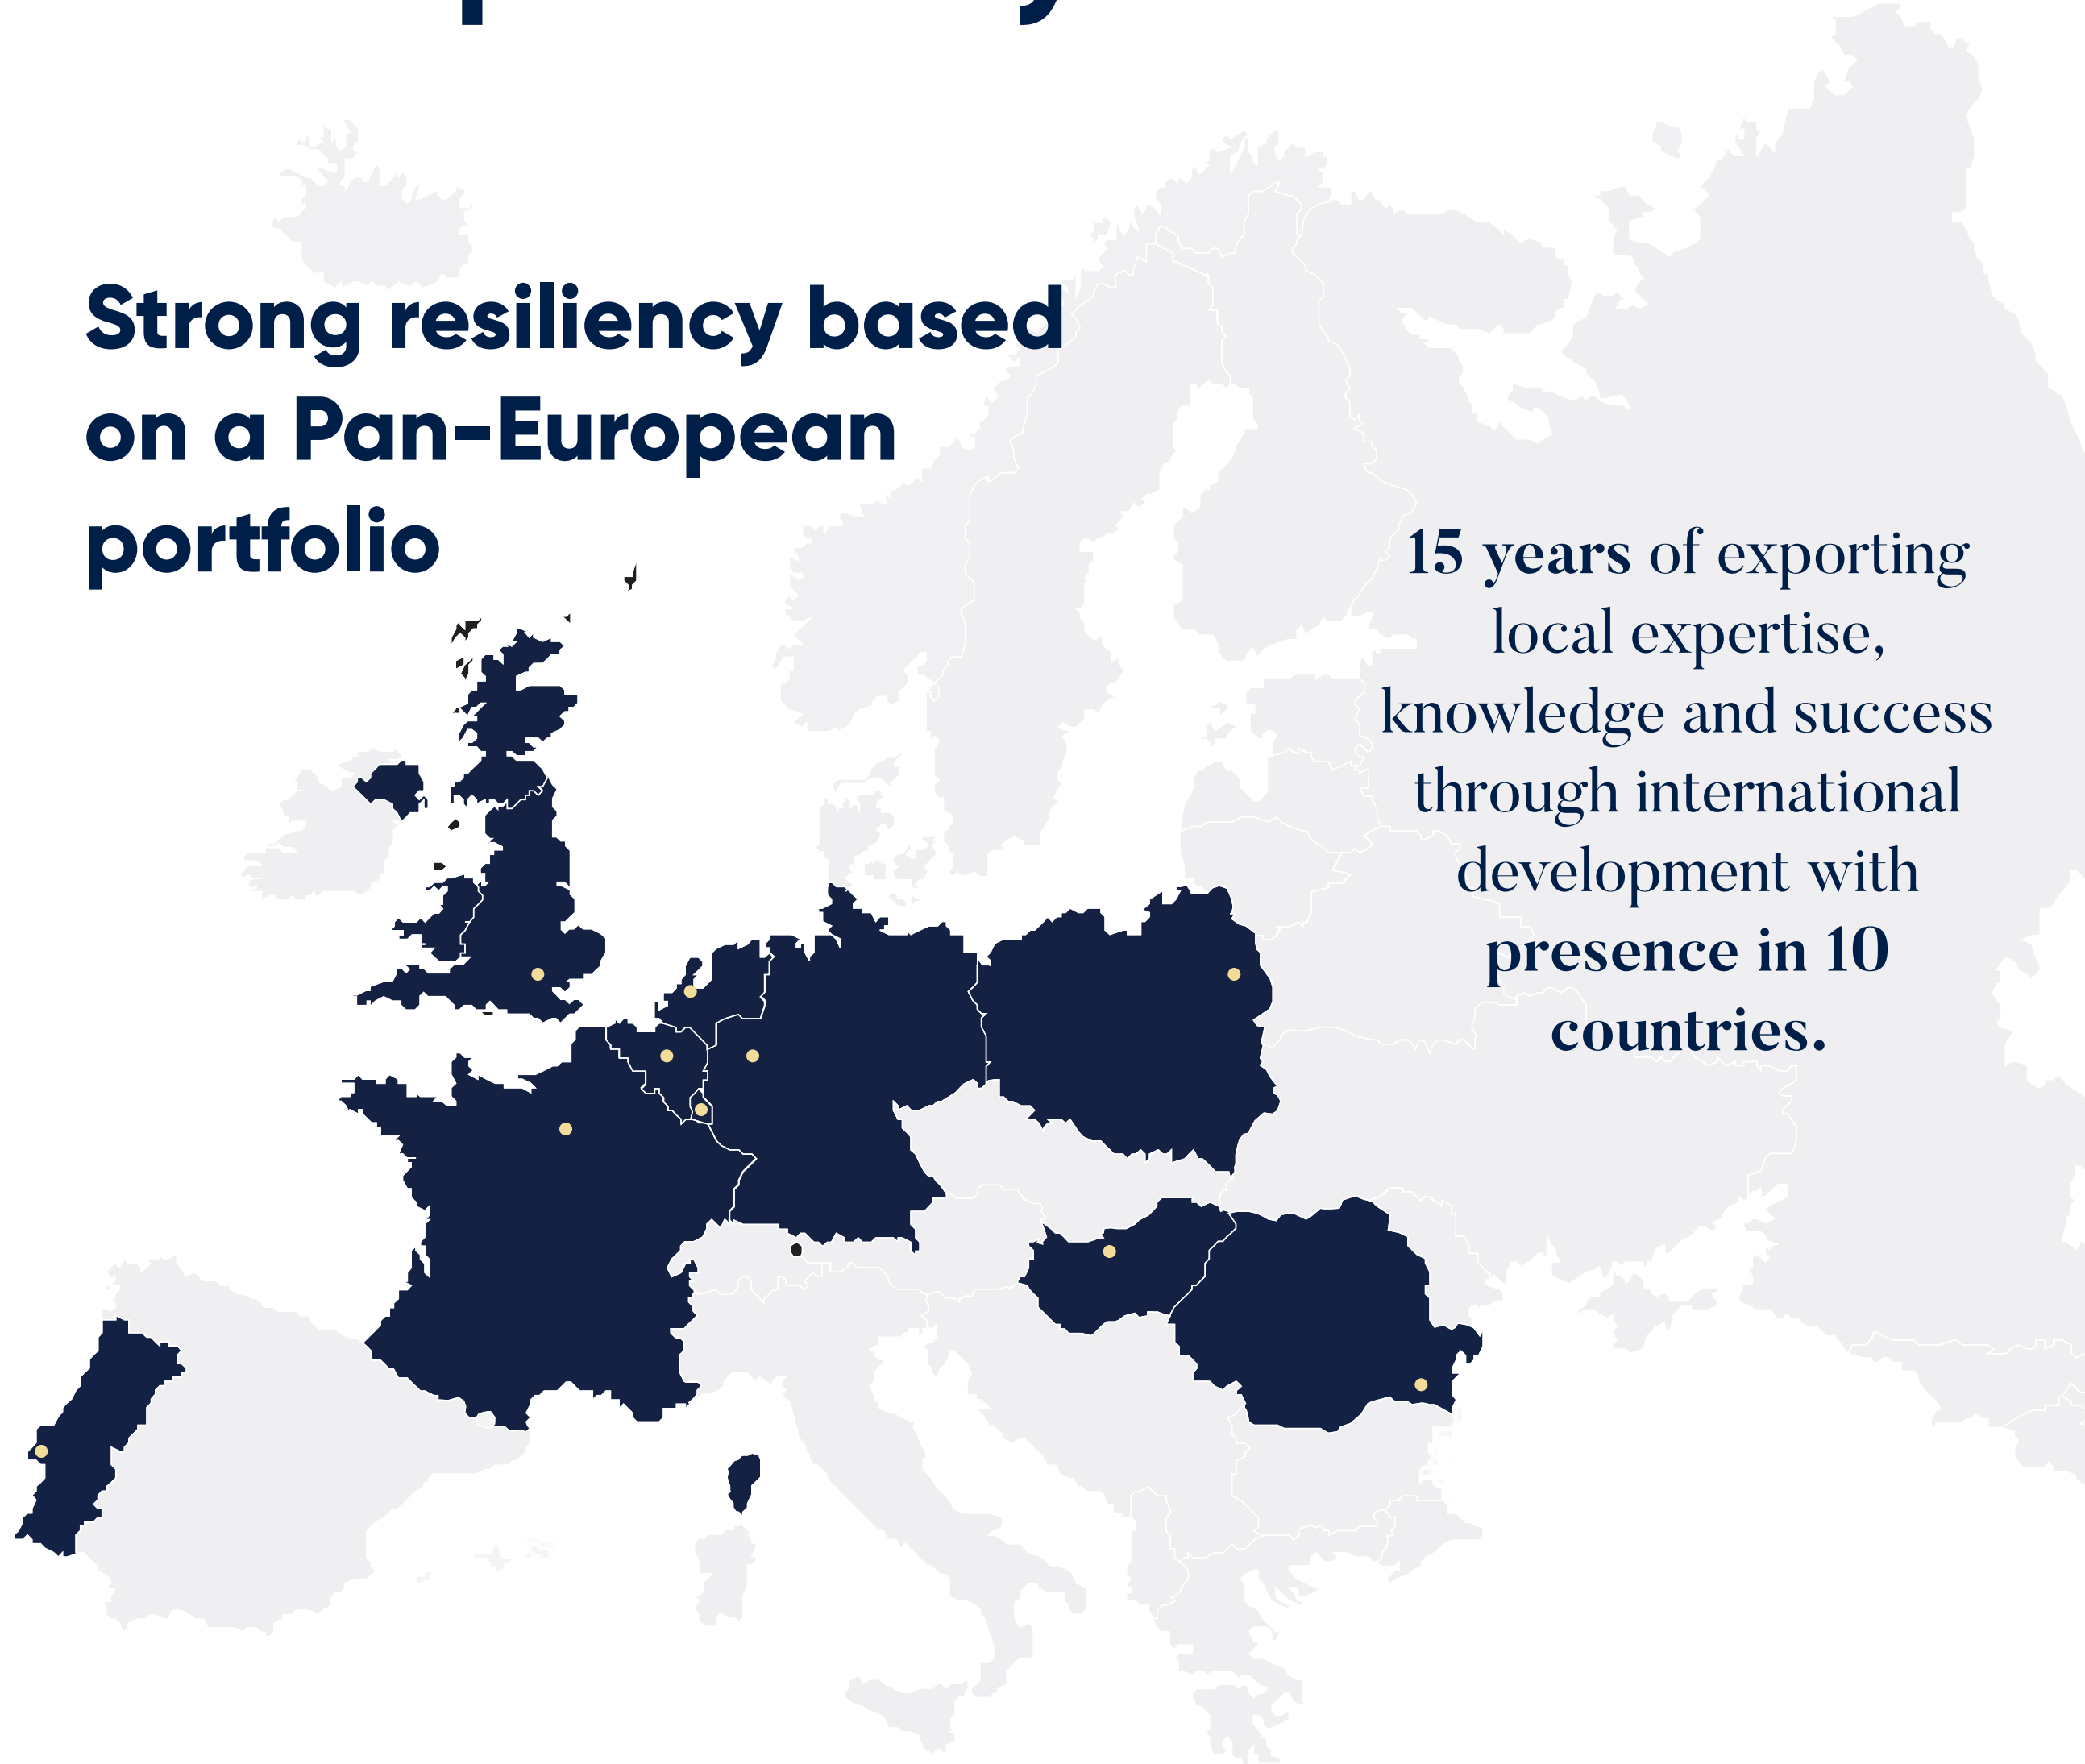 Strong resiliency based
on a Pan-European
portfolio
15 years of exporting
local expertise,
knowledge and success
through international
development with
presence in 10
countries.